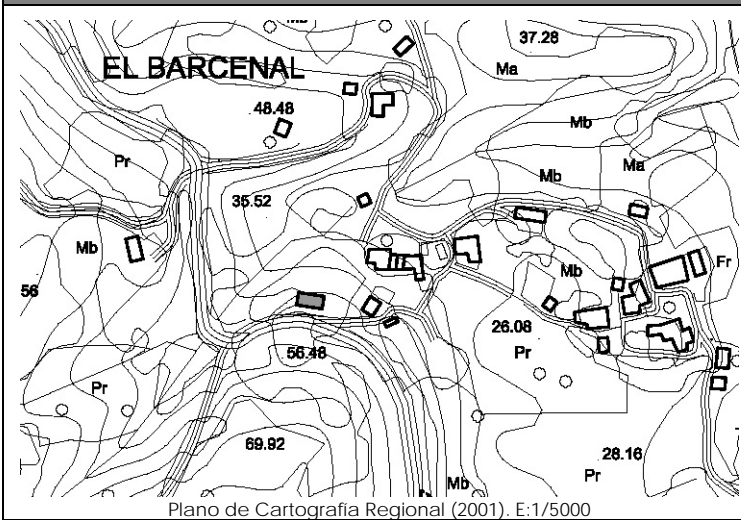 Mb
37.28
EL BARCENAL
Ma
48.48
Mb
Pr
Ma
Mb
35.52
Mb
Mb
Fr
56
26.08
56.48
Pr
Pr
69.92
28.16
Mb
Pr
Plano de Cartografía Regional (2001). E:1/5000